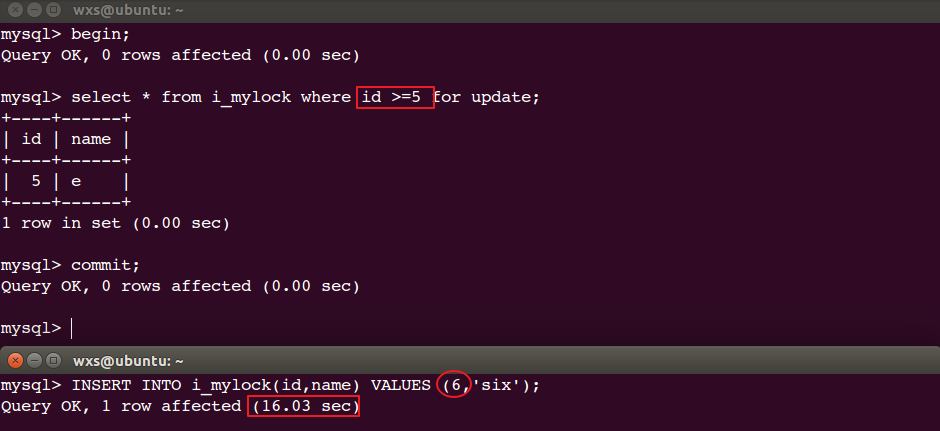 wxs@ubuntu: ~
mysql> begin;
Query OK, 0 rows affected (0.00 sec)
mysql> select * from i_mylock where id >=5 for update;
+----+------+
| id | name |
+----+------+
|  5 | e    |
+----+------+
1 row in set (0.00 sec)
mysql> commit;
Query OK, 0 rows affected (0.00 sec)
mysql>
wxs@ubuntu: ~
mysql> INSERT INTO i_mylock(id,name) VALUES (6,'six');
Query OK, 1 row affected (16.03 sec)